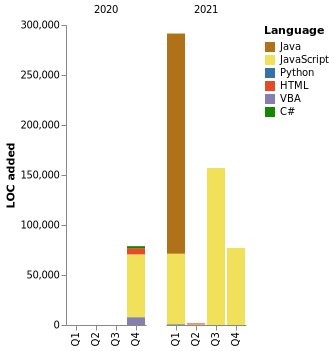 2020 2021
Language
Java
JavaScript
Python
HTML
VBA
C#
LOC added
300,000
250,000
200,000
150,000
100,000
50,000
0
Q1 Q2 Q3 Q4 Q1 Q2 Q3 Q4